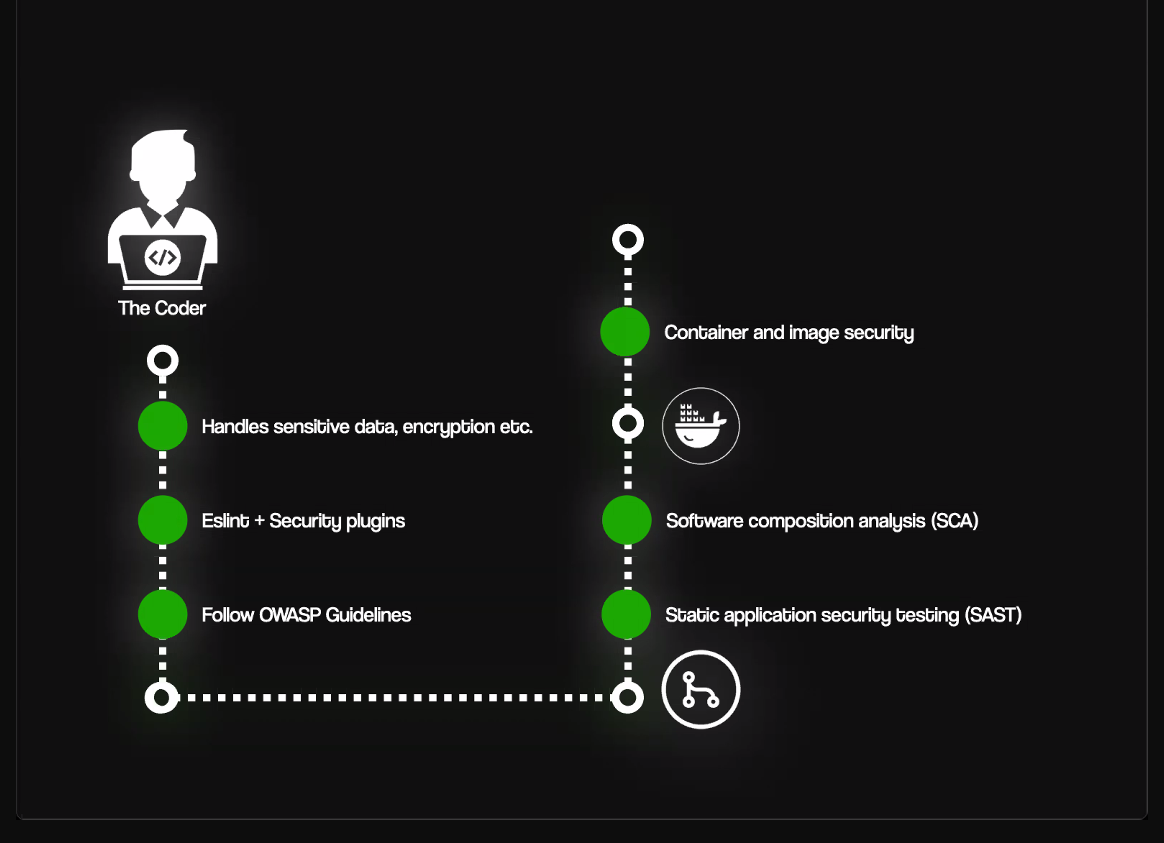 </>
The Coder
Handles sensitive data, encryption etc.
Eslint + Security plugins
Follow OWASP Guidelines
Container and image security
Software composition analysis (SCA)
Static application security testing (SAST)